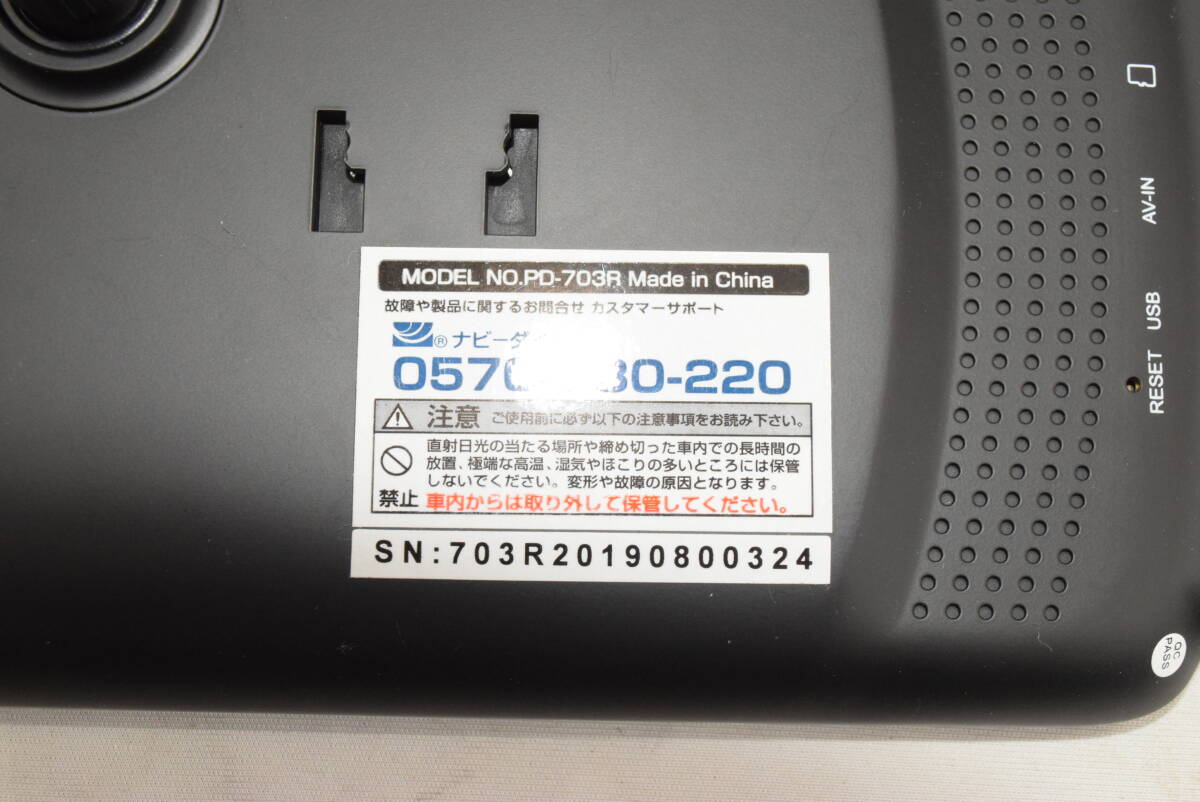 MODEL NO.PD-703R Made in China
故障や製品に関するお問合せ カスタマーサポート
® ナビーダ
0570 30-220
注意 ご使用前に必ず以下の注意事項をお読み下さい。
直射日光の当たる場所や締め切った車内での長時間の
放置、極端な高温、湿気やほこりの多いところには保管
しないでください。変形や故障の原因となります。
禁止 車内からは取り外して保管してください。
SN:703R20190800324
AV-IN
USB
RESET
QC
PASS